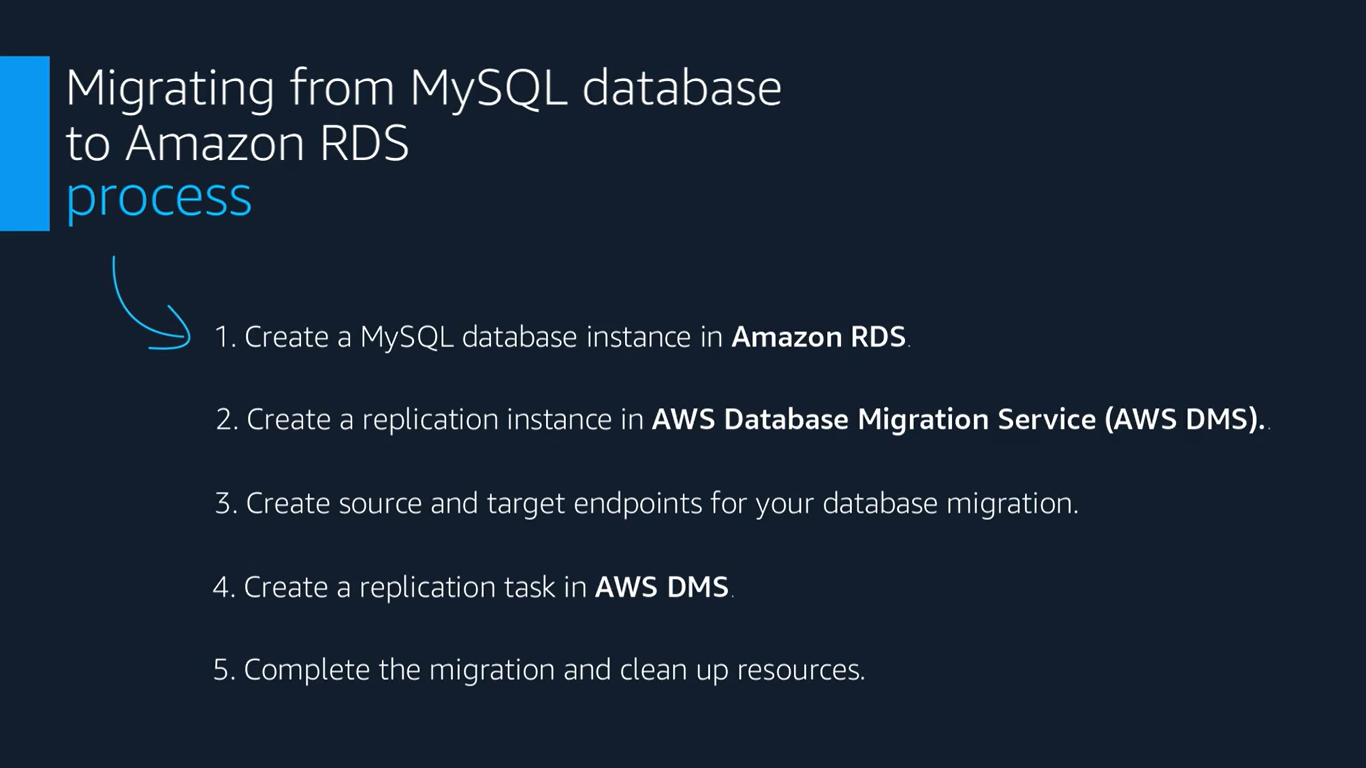 Migrating from MySQL database
to Amazon RDS
process
1. Create a MySQL database instance in Amazon RDS.
2. Create a replication instance in AWS Database Migration Service (AWS DMS)..
3. Create source and target endpoints for your database migration.
4. Create a replication task in AWS DMS.
5. Complete the migration and clean up resources.